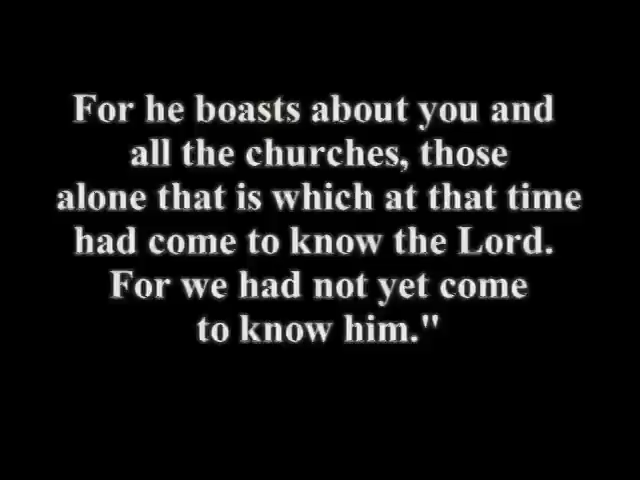 For he boasts about you and
all the churches, those
alone that is which at that time
had come to know the Lord.
For we had not yet come
to know him."